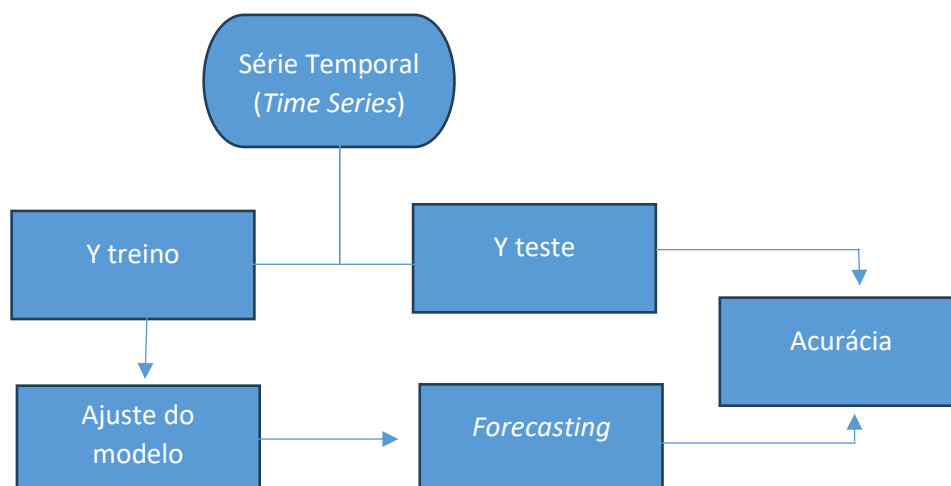 Série Temporal
(Time Series)
Y treino
Y teste
Acurácia
Ajuste do
modelo
Forecasting